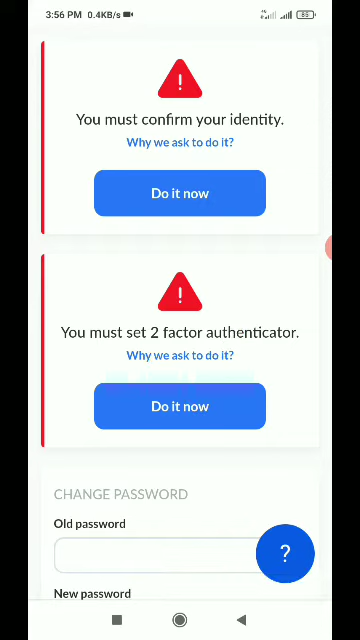 3:56 PM 0.4KB/s
85
You must confirm your identity.
Why we ask to do it?
Do it now
You must set 2 factor authenticator.
Why we ask to do it?
Do it now
CHANGE PASSWORD
Old password
?
New password